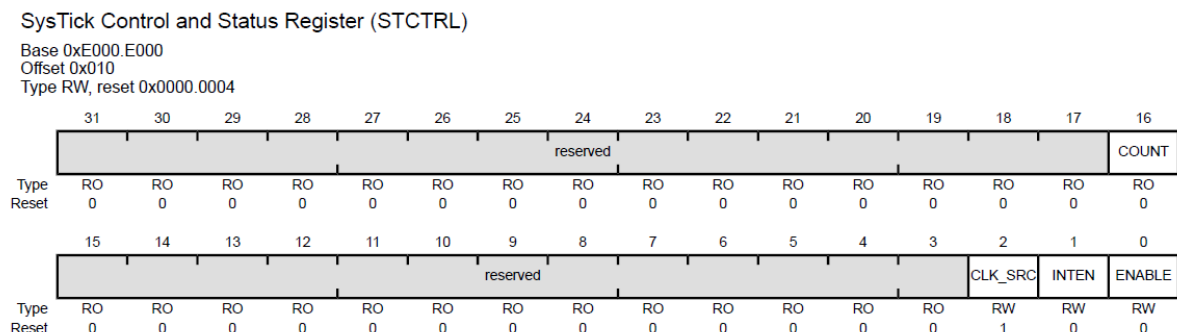 SysTick Control and Status Register (STCTRL)
Base 0xE000.E000
Offset 0x010
Type RW, reset 0x0000.0004
31 30 29 28 27 26 25 24 23 22 21 20 19 18 17 16
reserved COUNT
Type RO RO RO RO RO RO RO RO RO RO RO RO RO RO RO RO
Reset 0 0 0 0 0 0 0 0 0 0 0 0 0 0 0 0
15 14 13 12 11 10 9 8 7 6 5 4 3 2 1 0
reserved CLK_SRC INTEN ENABLE
Type RO RO RO RO RO RO RO RO RO RO RO RO RO RW RW RW
Reset 0 0 0 0 0 0 0 0 0 0 0 0 0 1 0 0